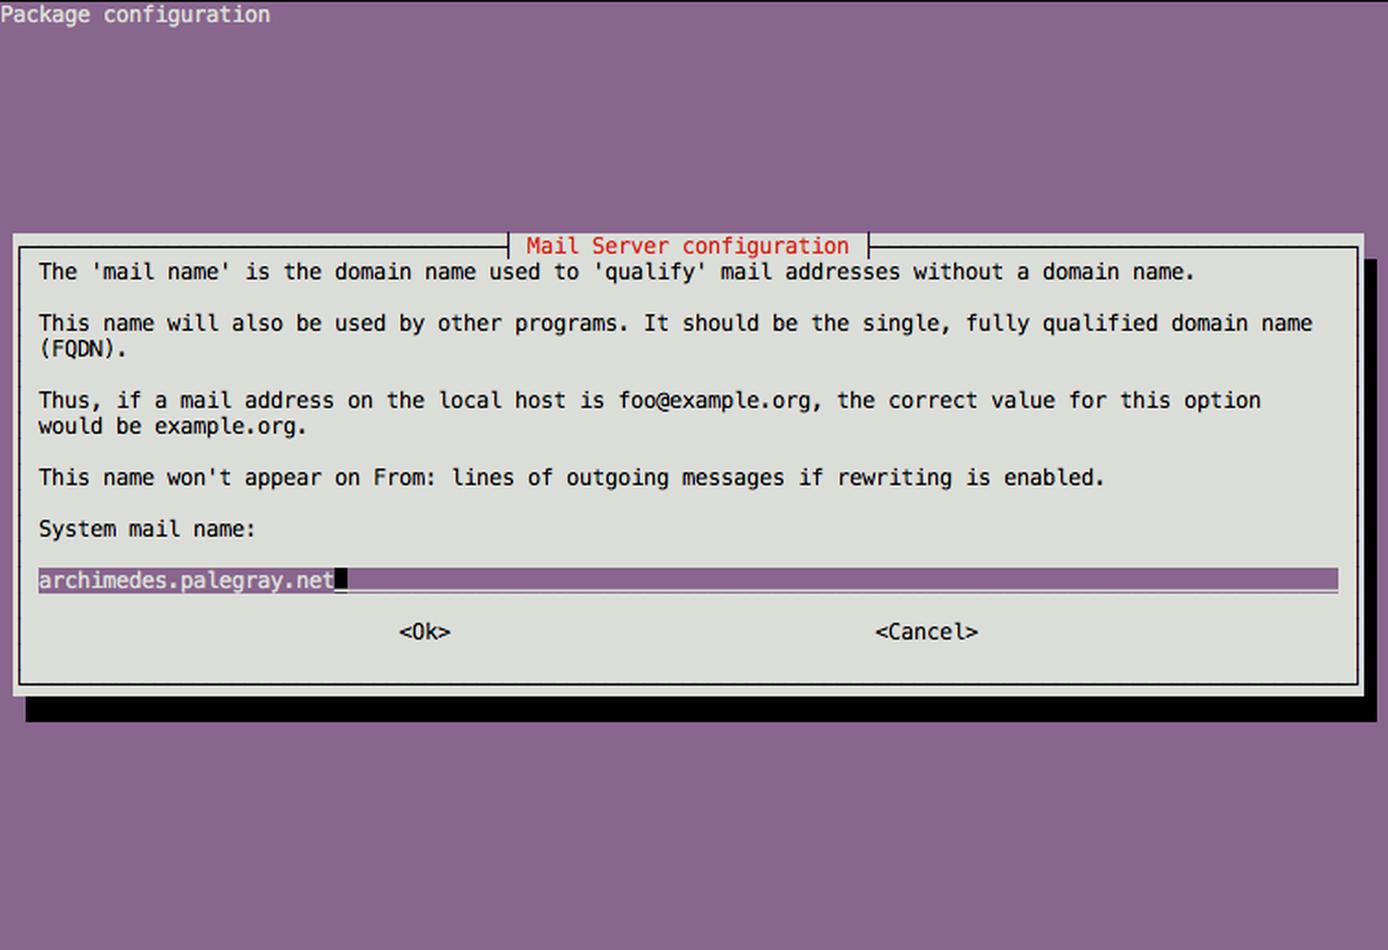 Package configuration
Mail Server configuration
The 'mail name' is the domain name used to 'qualify' mail addresses without a domain name.
This name will also be used by other programs. It should be the single, fully qualified domain name
(FQDN).
Thus, if a mail address on the local host is foo@example.org, the correct value for this option
would be example.org.
This name won't appear on From: lines of outgoing messages if rewriting is enabled.
System mail name:
archimedes.palegray.net
<Ok> <Cancel>